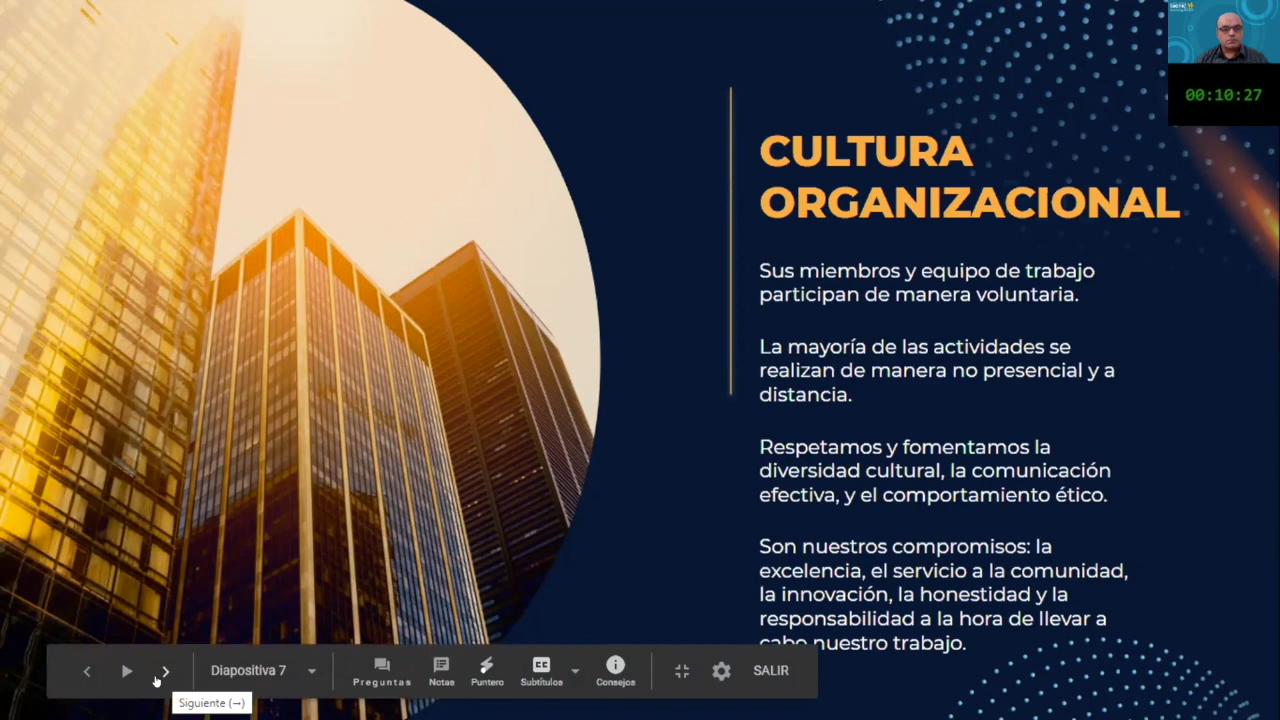 00:10:27
CULTURA
ORGANIZACIONAL
Sus miembros y equipo de trabajo
participan de manera voluntaria.
La mayoría de las actividades se
realizan de manera no presencial y a
distancia.
Respetamos y fomentamos la
diversidad cultural, la comunicación
efectiva, y el comportamiento ético.
Son nuestros compromisos: la
excelencia, el servicio a la comunidad,
la innovación, la honestidad y la
responsabilidad a la hora de llevar a
cabo nuestro trabajo.
Diapositiva 7
Preguntas
Notas
Puntero
Subtítulos
Consejos
SALIR
Siguiente (→)